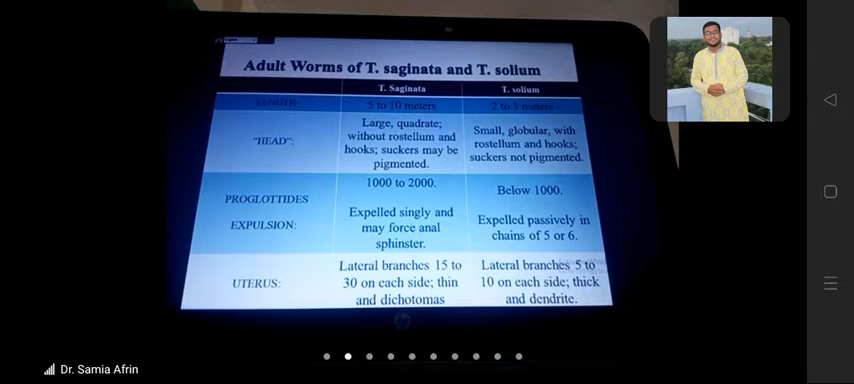 Adult Worms of T. saginata and T. solium
T. Saginata
T. solium
LENGTH
5 to 10 meters
2 to 3 meters
"HEAD":
Large, quadrate;
without rostellum and
hooks; suckers may be
pigmented.
Small, globular, with
rostellum and hooks;
suckers not pigmented.
PROGLOTTIDES
1000 to 2000.
Below 1000.
EXPULSION:
Expelled singly and
may force anal
sphinster.
Expelled passively in
chains of 5 or 6.
UTERUS:
Lateral branches 15 to
30 on each side; thin
and dichotomas
Lateral branches 5 to
10 on each side; thick
and dendrite.
Dr. Samia Afrin